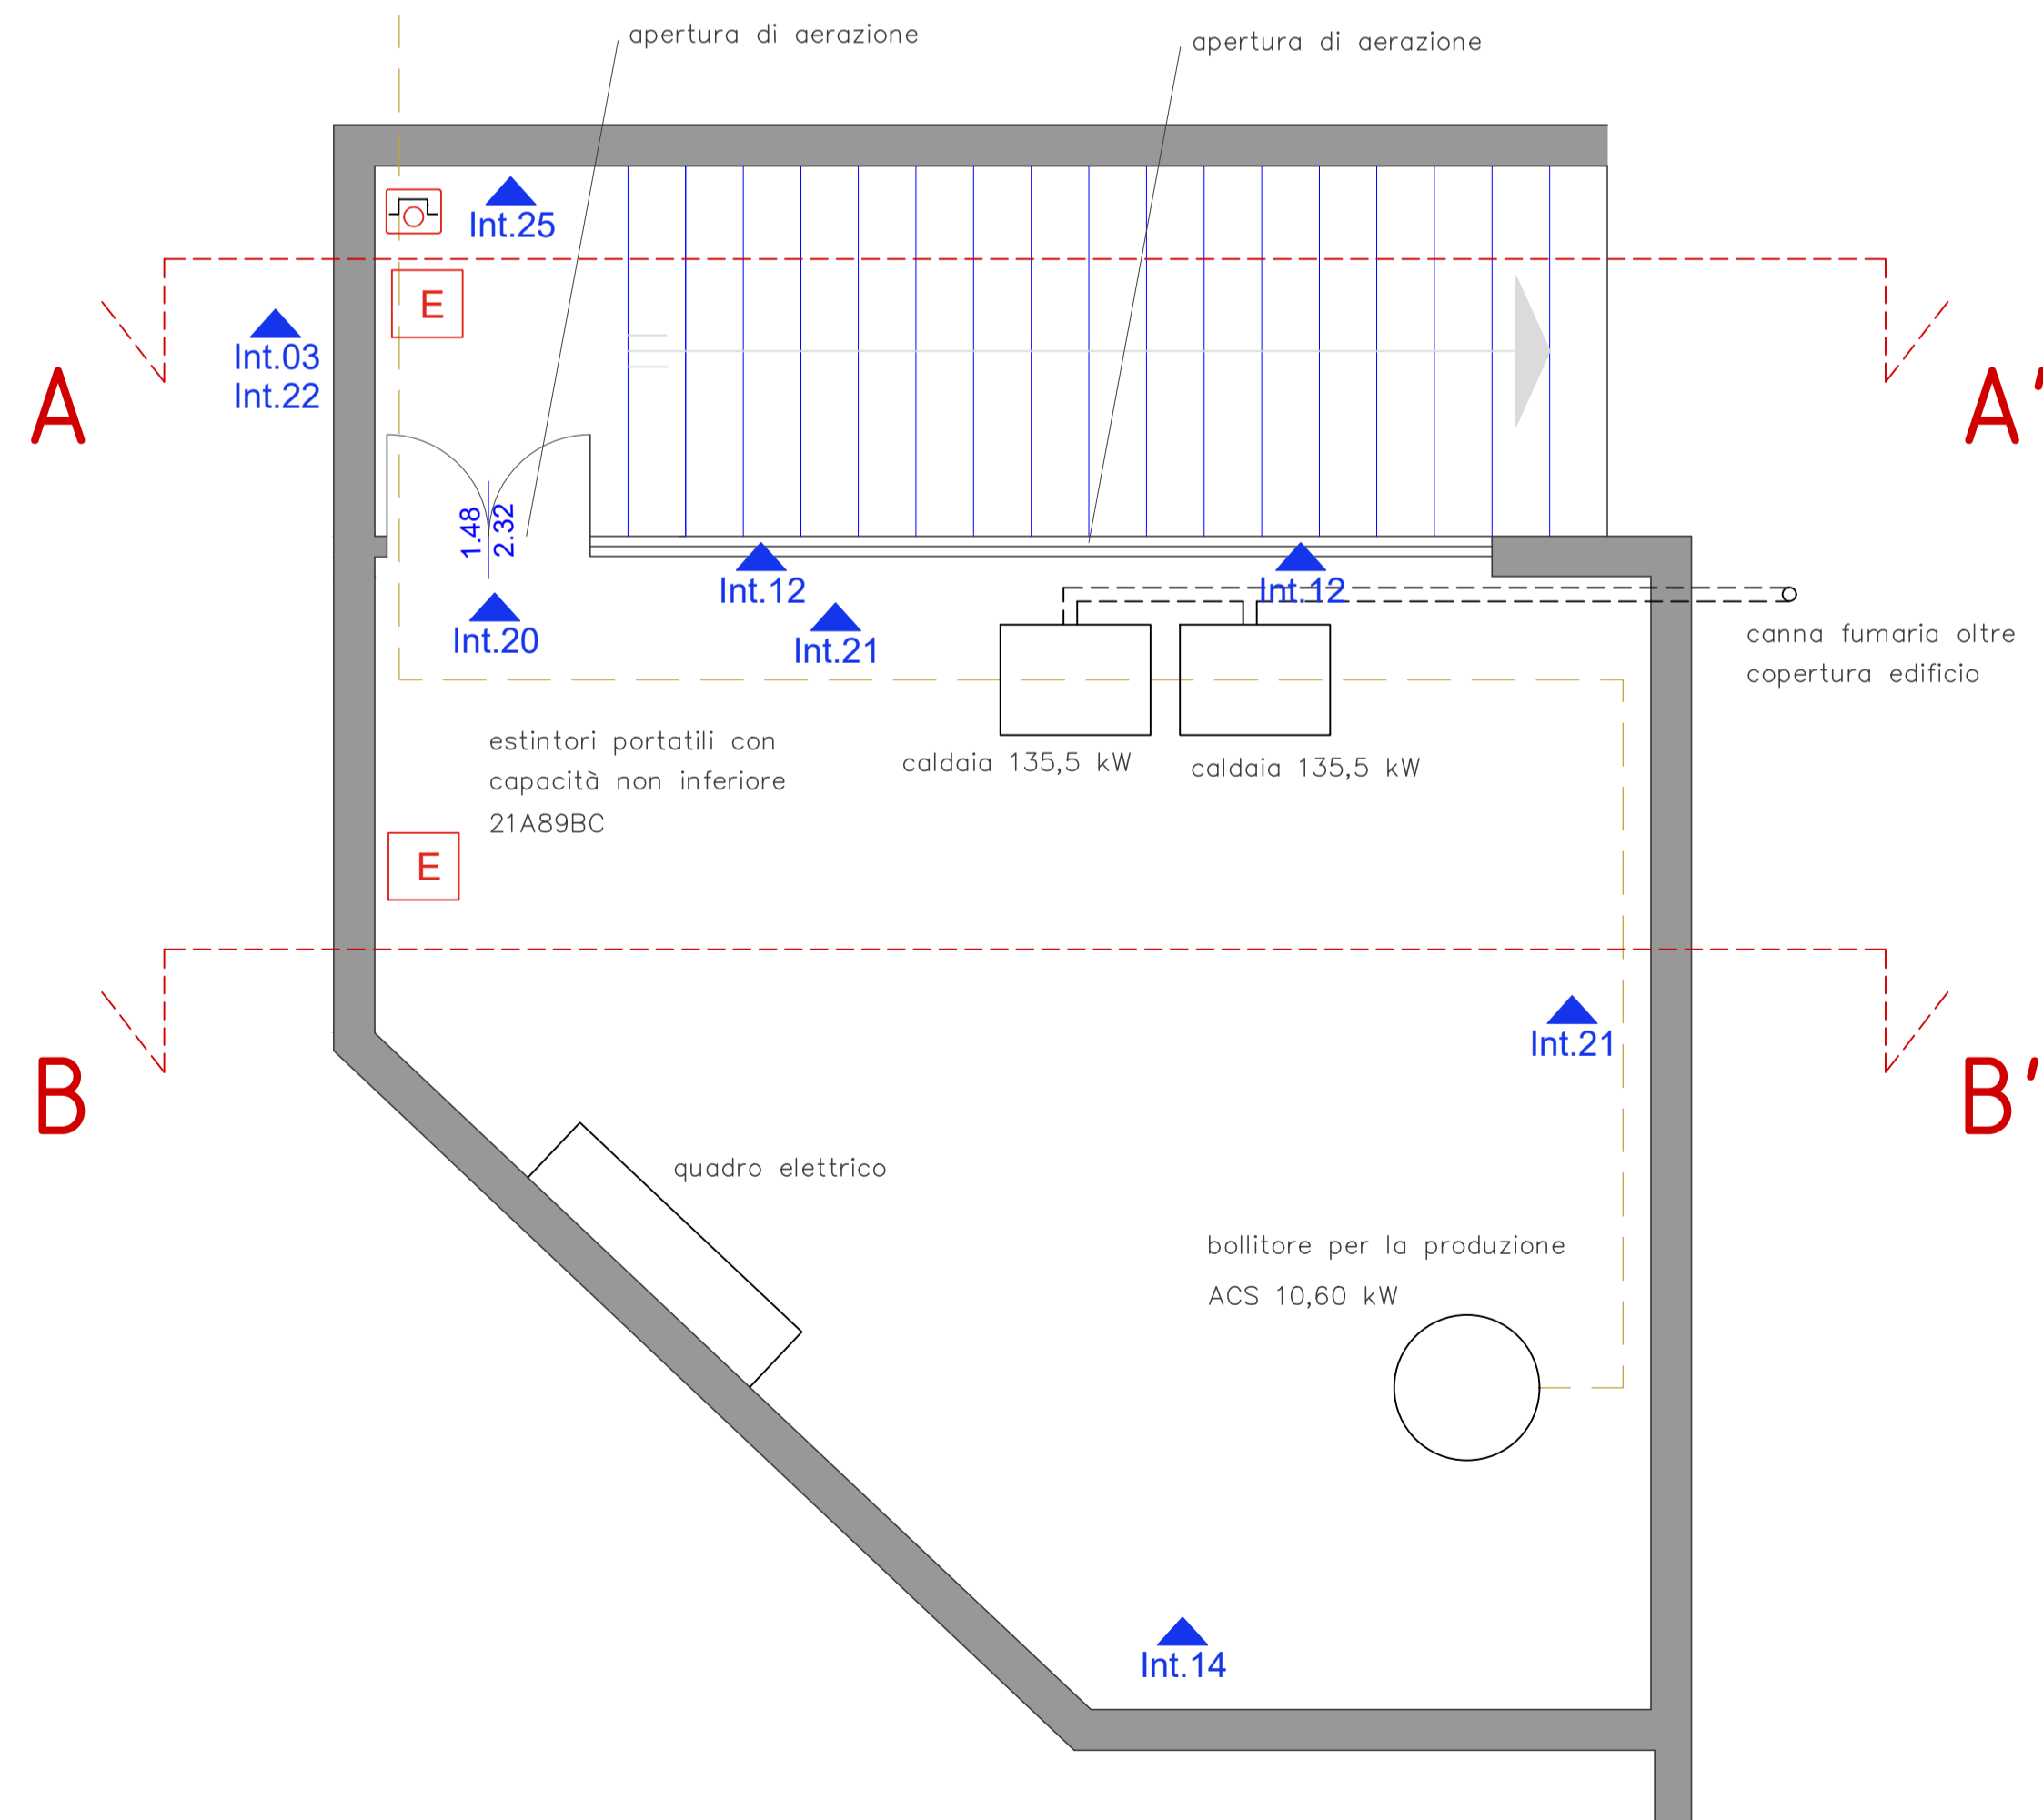 apertura di aerazione
apertura di aerazione
Int.25
E
Int.03
Int.22
A
A'
1.48
2.32
Int.12
Int.12
Int.20
Int.21
canna fumaria oltre
copertura edificio
estintori portatili con
capacità non inferiore
21A89BC
caldaia 135,5 kW
caldaia 135,5 kW
E
Int.21
B
B'
quadro elettrico
bollitore per la produzione
ACS 10,60 kW
Int.14